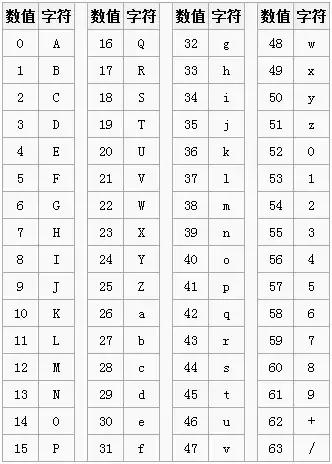 数值 字符 数值 字符 数值 字符 数值 字符
0 A 16 Q 32 g 48 w
1 B 17 R 33 h 49 x
2 C 18 S 34 i 50 y
3 D 19 T 35 j 51 z
4 E 20 U 36 k 52 0
5 F 21 V 37 l 53 1
6 G 22 W 38 m 54 2
7 H 23 X 39 n 55 3
8 I 24 Y 40 o 56 4
9 J 25 Z 41 p 57 5
10 K 26 a 42 q 58 6
11 L 27 b 43 r 59 7
12 M 28 c 44 s 60 8
13 N 29 d 45 t 61 9
14 O 30 e 46 u 62 +
15 P 31 f 47 v 63 /